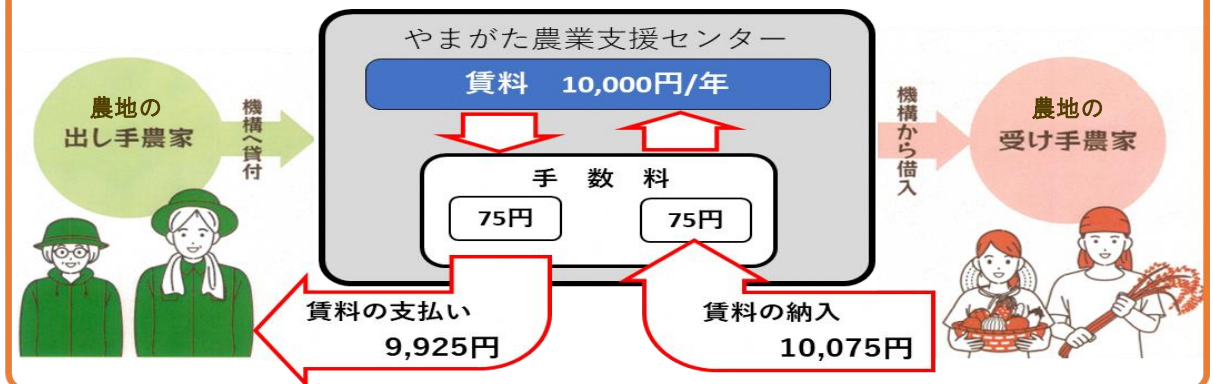 やまがた農業支援センター
賃料 10,000円/年
農地の
出し手農家
機構へ貸付
機構から借入
農地の
受け手農家
手数料
75円
75円
賃料の支払い
9,925円
賃料の納入
10,075円